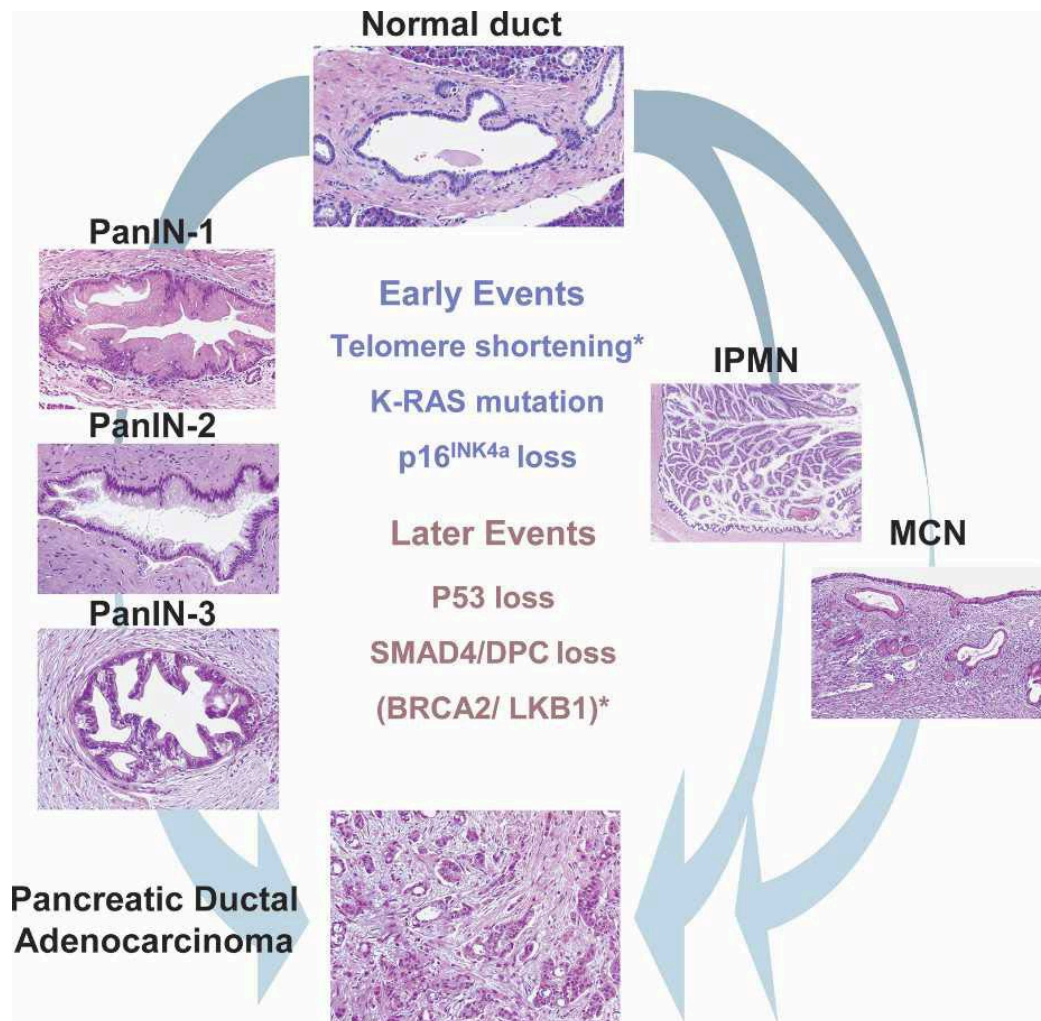 Normal duct
PanIN-1
Early Events
Telomere shortening*
IPMN
K-RAS mutation
PanIN-2
p16INK4a loss
Later Events
MCN
P53 loss
PanIN-3
SMAD4/DPC loss
(BRCA2/ LKB1)*
Pancreatic Ductal
Adenocarcinoma